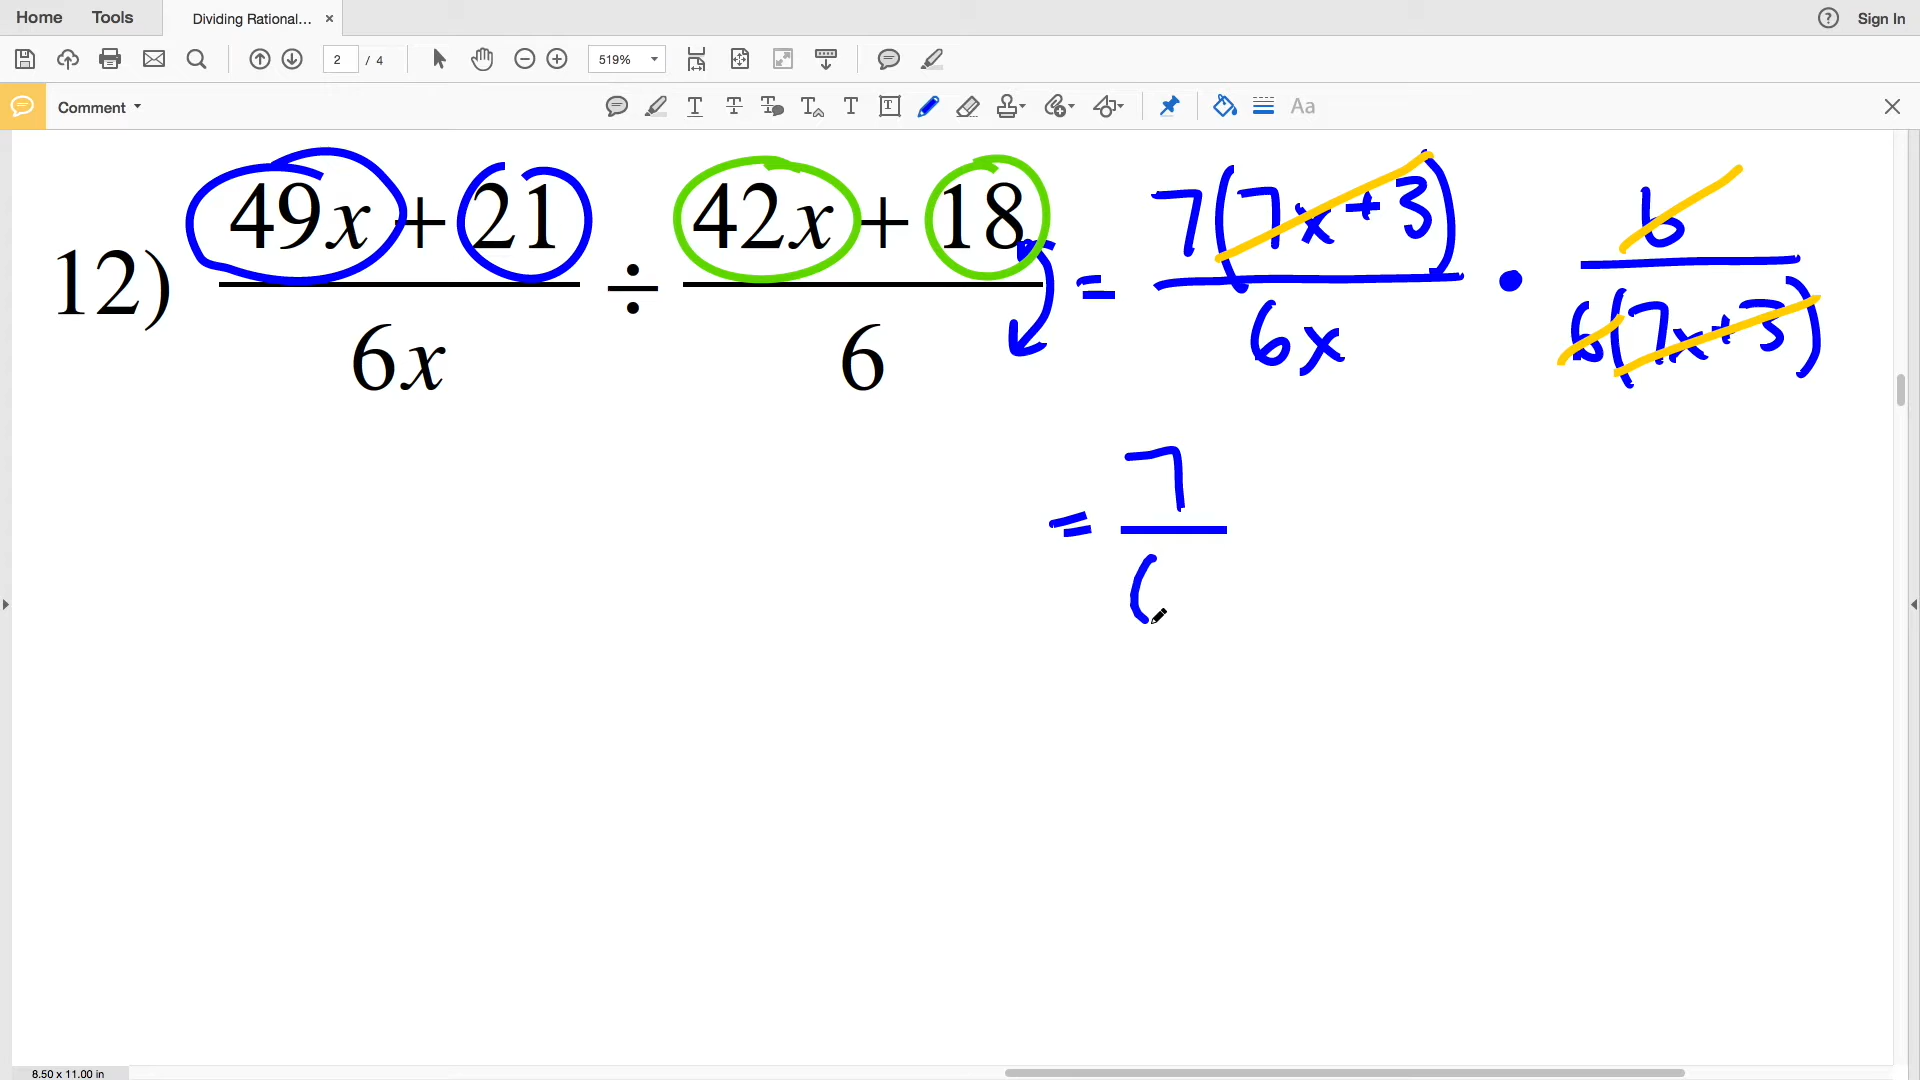 Home Tools Dividing Rational... × ? Sign In
2 / 4 519%
Comment T T T T T T Aa
12) 49x + 21 / 6x ÷ 42x + 18 / 6 = 7(7x+3) / 6x · 6 / 6(7x+3)
= 7 / 
8.50 x 11.00 in